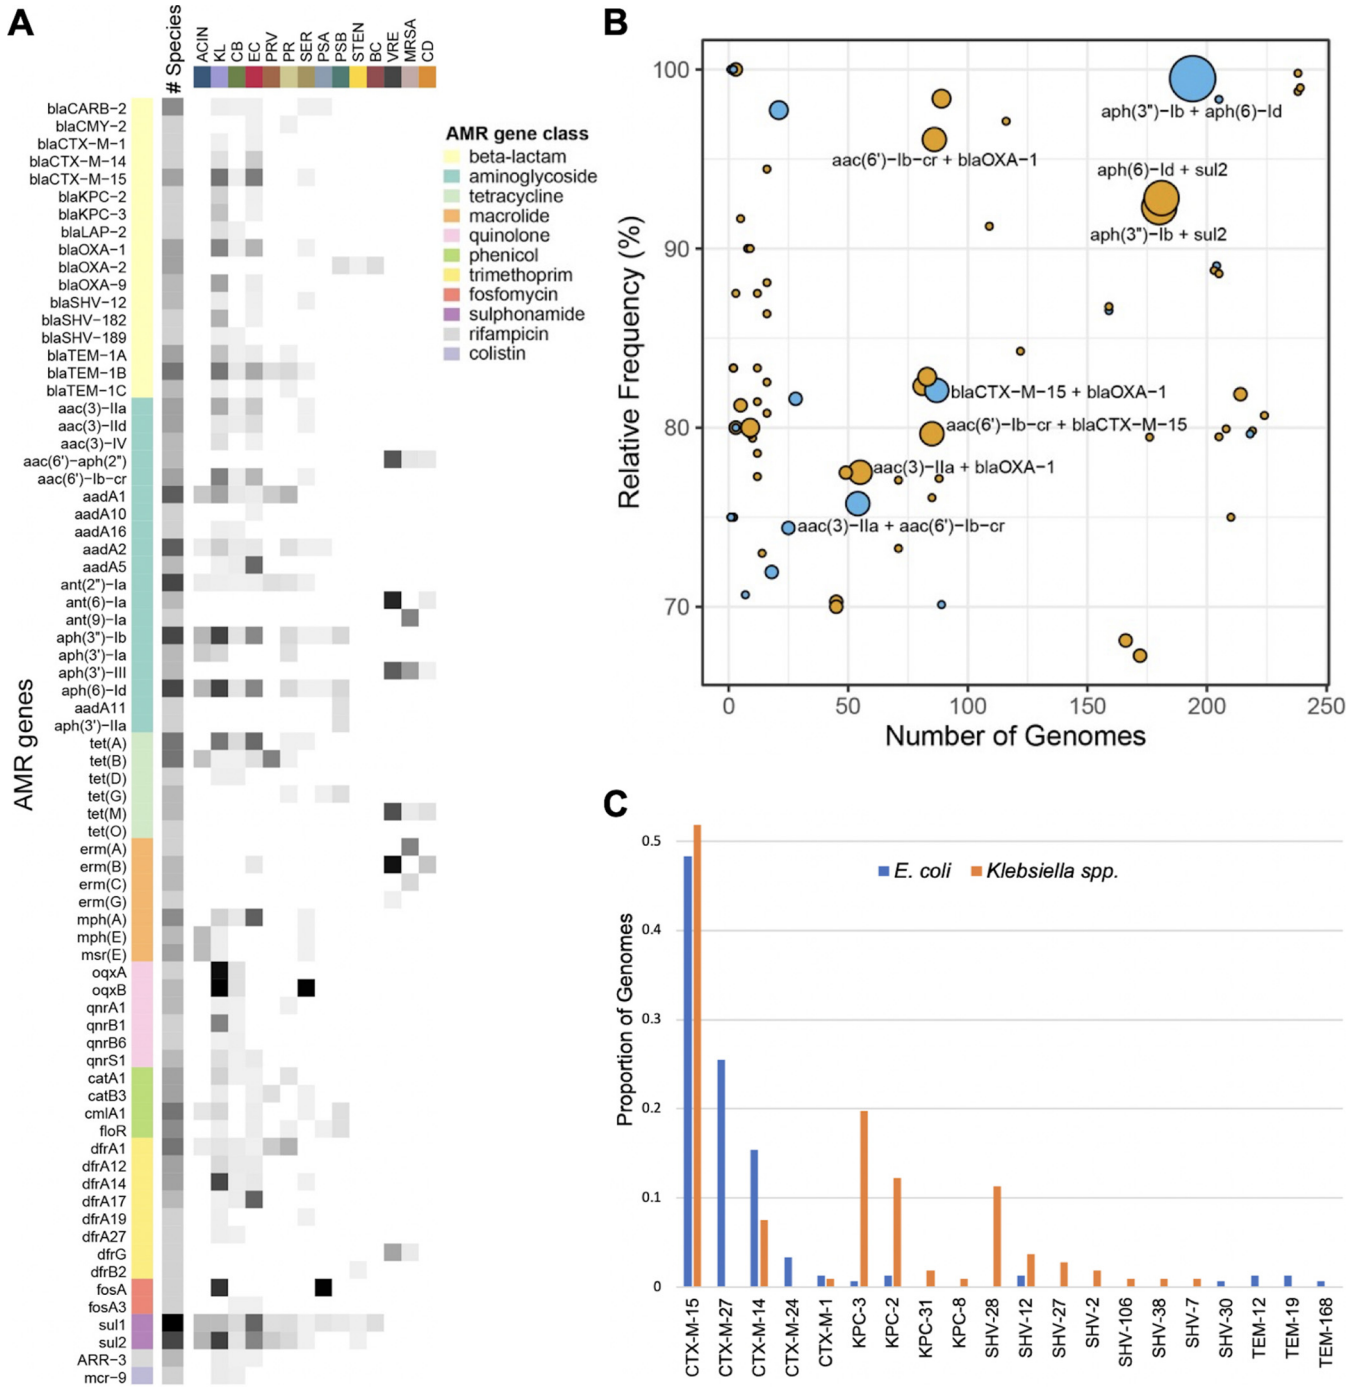 A
# Species
ACIN
KL
CB
EC
PRV
PR
SER
PSA
PSB
STEN
BC
VRE
MRSA
CD
AMR genes
blaCARB−2
blaCMY−2
blaCTX−M−1
blaCTX−M−14
blaCTX−M−15
blaKPC−2
blaKPC−3
blaLAP−2
blaOXA−1
blaOXA−2
blaOXA−9
blaSHV−12
blaSHV−182
blaSHV−189
blaTEM−1A
blaTEM−1B
blaTEM−1C
aac(3)−IIa
aac(3)−IId
aac(3)−IV
aac(6')−aph(2")
aac(6')−Ib−cr
aadA1
aadA10
aadA16
aadA2
aadA5
ant(2")−Ia
ant(6)−Ia
ant(9)−Ia
aph(3")−Ib
aph(3')−Ia
aph(3')−III
aph(6)−Id
aadA11
aph(3')−IIa
tet(A)
tet(B)
tet(D)
tet(G)
tet(M)
tet(O)
erm(A)
erm(B)
erm(C)
erm(G)
mph(A)
mph(E)
msr(E)
oqxA
oqxB
qnrA1
qnrB1
qnrB6
qnrS1
catA1
catB3
cmlA1
floR
dfrA1
dfrA12
dfrA14
dfrA17
dfrA19
dfrA27
dfrG
dfrB2
fosA
fosA3
sul1
sul2
ARR−3
mcr−9
AMR gene class
beta−lactam
aminoglycoside
tetracycline
macrolide
quinolone
phenicol
trimethoprim
fosfomycin
sulphonamide
rifampicin
colistin
B
Relative Frequency (%)
100
90
80
70
aph(3")−Ib + aph(6)−Id
aac(6')−Ib−cr + blaOXA−1
aph(6)−Id + sul2
aph(3")−Ib + sul2
blaCTX−M−15 + blaOXA−1
aac(6')−Ib−cr + blaCTX−M−15
aac(3)−IIa + blaOXA−1
aac(3)−IIa + aac(6')−Ib−cr
0
50
100
150
200
250
Number of Genomes
C
Proportion of Genomes
0.5
0.4
0.3
0.2
0.1
0
E. coli
Klebsiella spp.
CTX-M-15
CTX-M-27
CTX-M-14
CTX-M-24
CTX-M-1
KPC-3
KPC-2
KPC-31
KPC-8
SHV-28
SHV-12
SHV-27
SHV-2
SHV-106
SHV-38
SHV-7
SHV-30
TEM-12
TEM-19
TEM-168